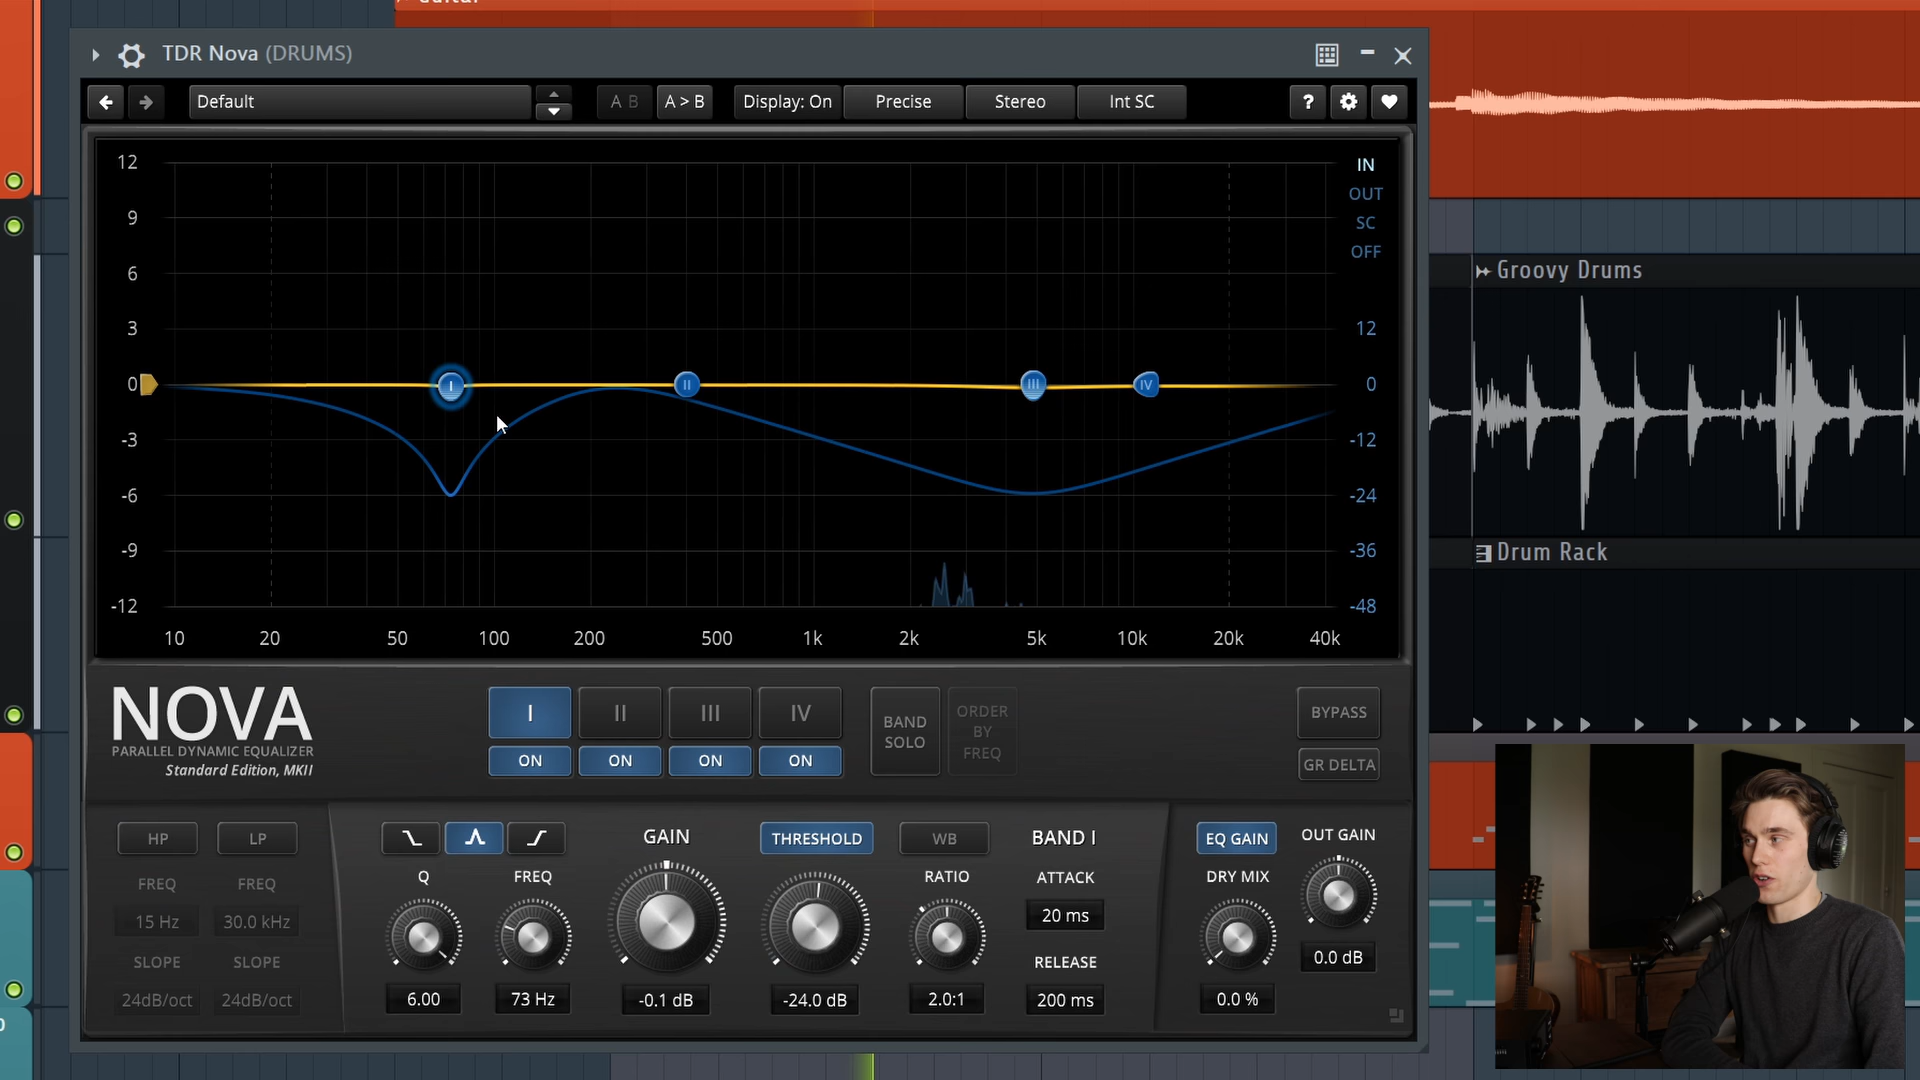 TDR Nova (DRUMS)
Default
A B
A > B
Display: On
Precise
Stereo
Int SC
?
12
9
6
3
0
-3
-6
-9
-12
IN
OUT
SC
OFF
12
0
-12
-24
-36
-48
I
II
III
IV
10 20 50 100 200 500 1k 2k 5k 10k 20k 40k
NOVA
PARALLEL DYNAMIC EQUALIZER
Standard Edition, MKII
I II III IV
ON ON ON ON
BAND SOLO
ORDER BY FREQ
BYPASS
GR DELTA
HP
LP
FREQ
FREQ
15 Hz
30.0 kHz
SLOPE
SLOPE
24dB/oct
24dB/oct
Q
6.00
FREQ
73 Hz
GAIN
-0.1 dB
THRESHOLD
-24.0 dB
WB
RATIO
2.0:1
BAND I
ATTACK
20 ms
RELEASE
200 ms
EQ GAIN
DRY MIX
0.0 %
OUT GAIN
0.0 dB
Groovy Drums
Drum Rack